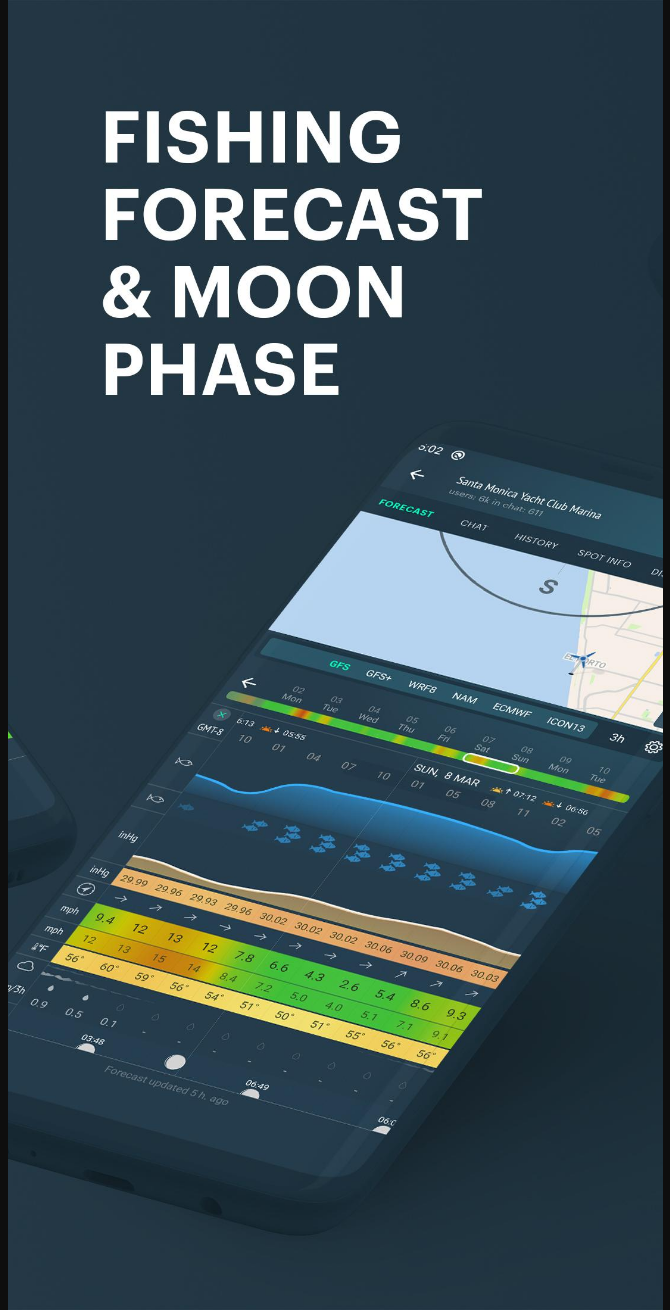 FISHING
FORECAST
& MOON
PHASE
Santa Monica Yacht Club Marina
users: 6k in chat: 611
FORECAST CHAT HISTORY SPOT INFO
S
GFS GFS+ WRF8 NAM ECMWF ICON13 3h
02 03 04 05 06 07 08 09 10
Mon Tue Wed Thu Fri Sat Sun Mon Tue
GMT-8 6:13 05:55 SUN, 8 MAR 07:12 06:56
10 01 04 07 10 01 05 08 11 02 05
inHg
inHg 29.99 29.96 29.93 29.96 30.02 30.02 30.02 30.06 30.09 30.06 30.03
mph 9.4 12 13 12 7.8 6.6 4.3 2.6 5.4 8.6 9.3
mph 12 13 15 14 8.4 7.2 5.0 4.0 5.1 7.1 9.1
°F 56° 60° 59° 56° 54° 51° 50° 51° 55° 56° 56°
0.9 0.5 0.1 - - - - - - - -
03:48 06:49
Forecast updated 5 h. ago